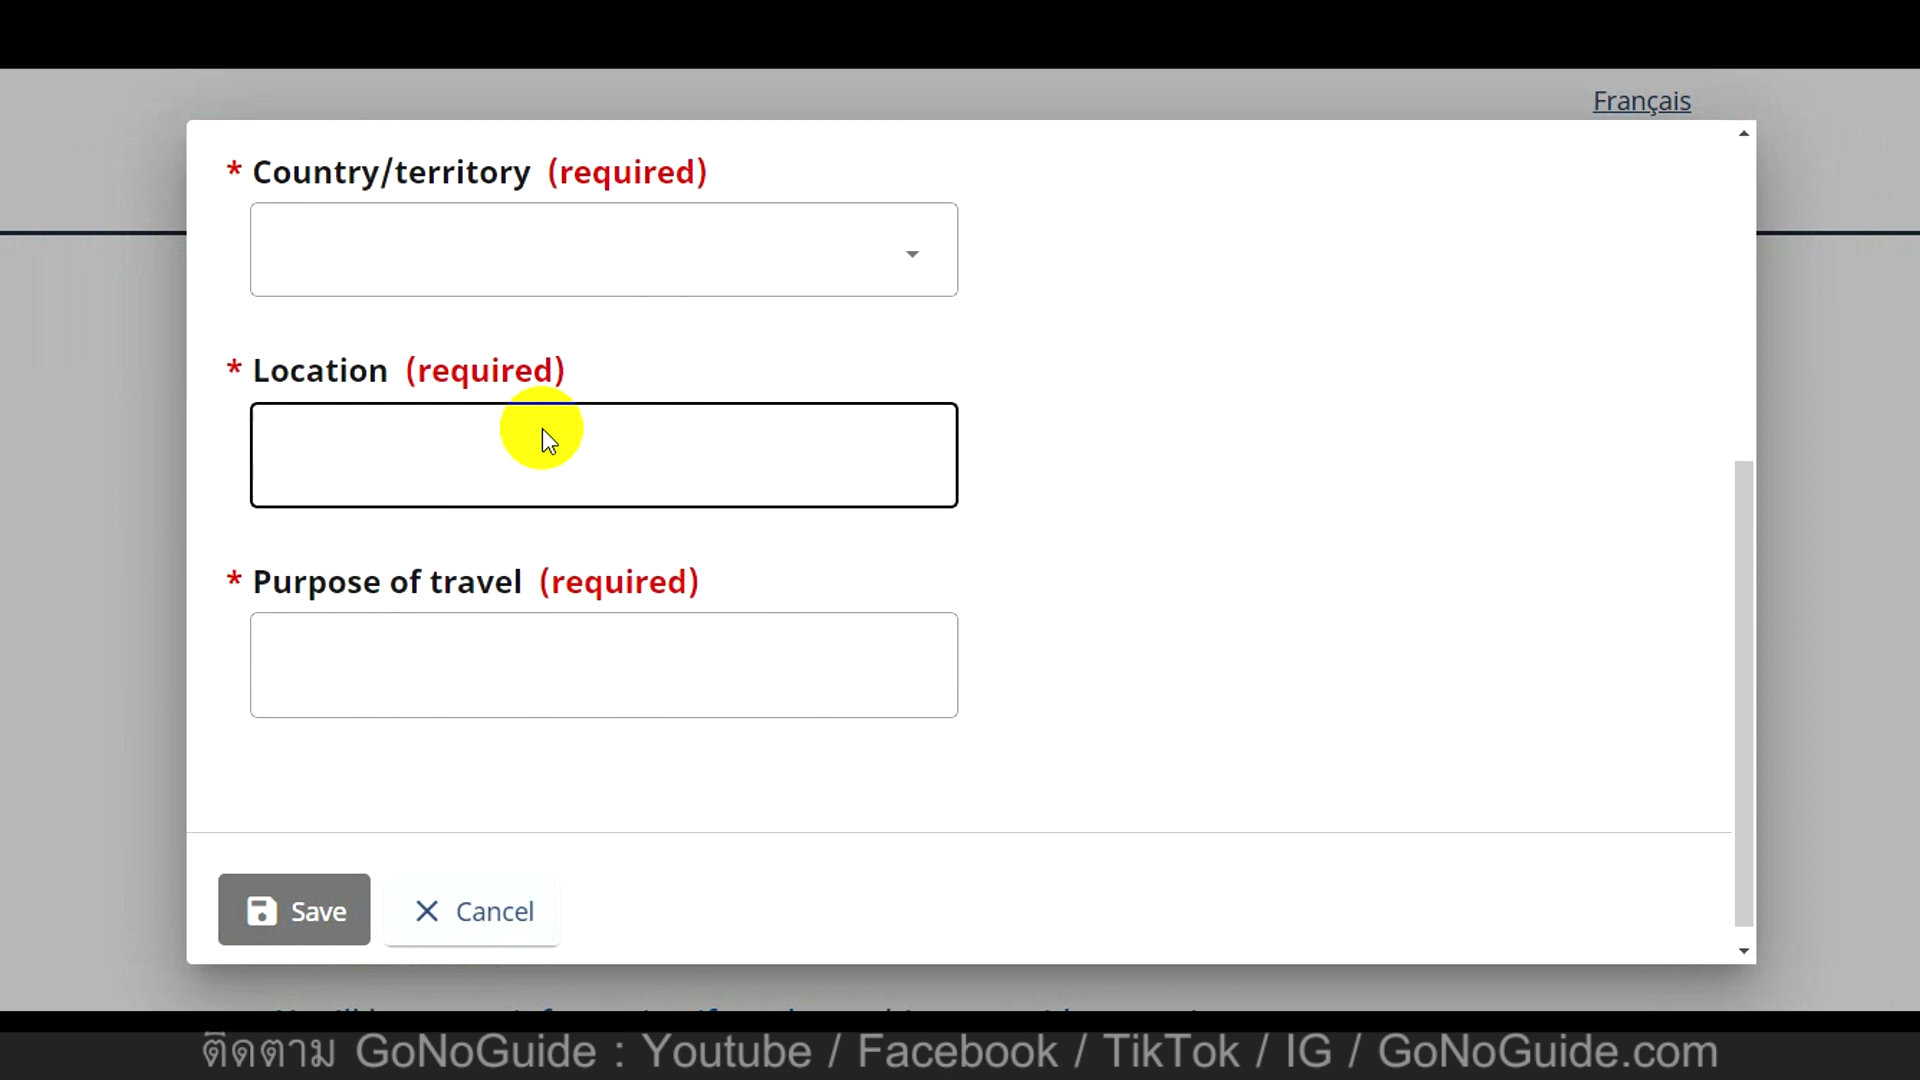 Français
* Country/territory (required)
* Location (required)
* Purpose of travel (required)
Save
Cancel
ติดตาม GoNoGuide : Youtube / Facebook / TikTok / IG / GoNoGuide.com